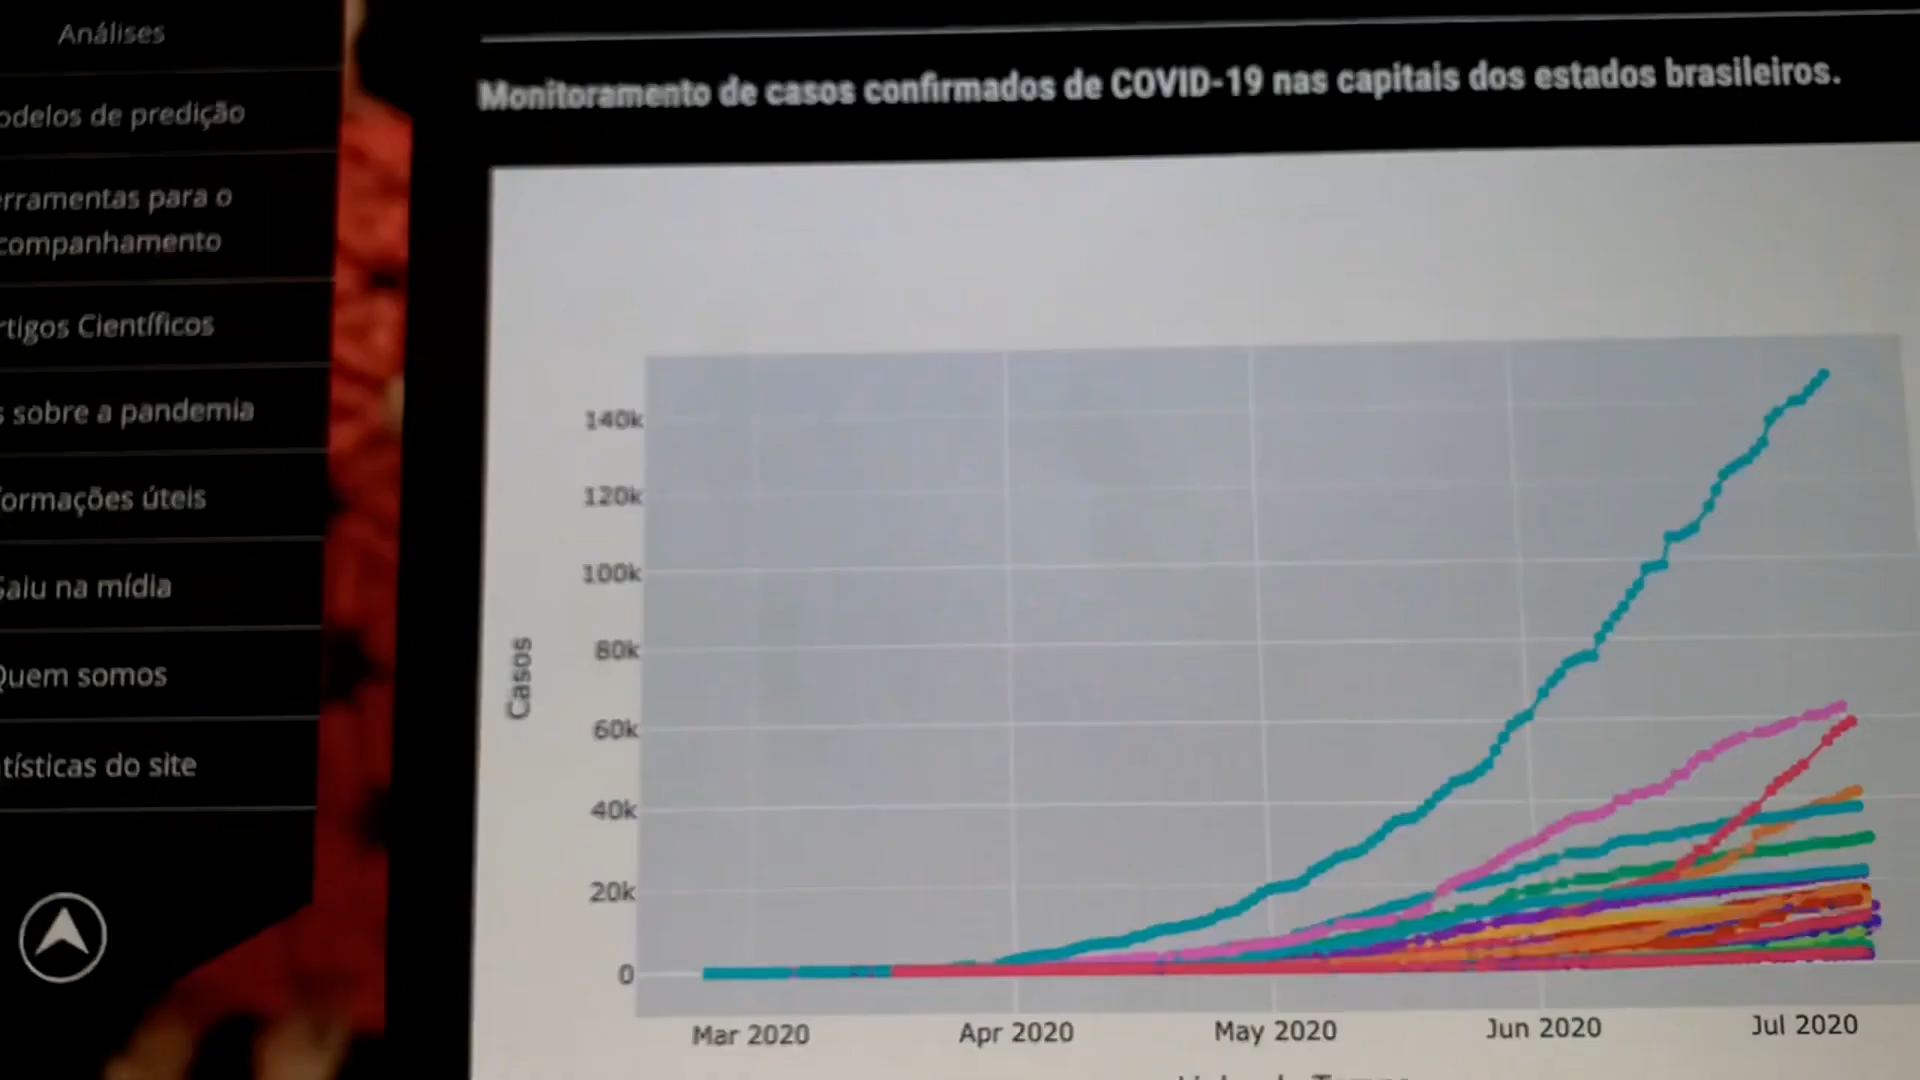 Análises
odelos de predição
erramentas para o
companhamento
rtigos Científicos
s sobre a pandemia
formações úteis
Saiu na mídia
Quem somos
tísticas do site
Monitoramento de casos confirmados de COVID-19 nas capitais dos estados brasileiros.
140k
120k
100k
80k
60k
40k
20k
0
Casos
Mar 2020
Apr 2020
May 2020
Jun 2020
Jul 2020